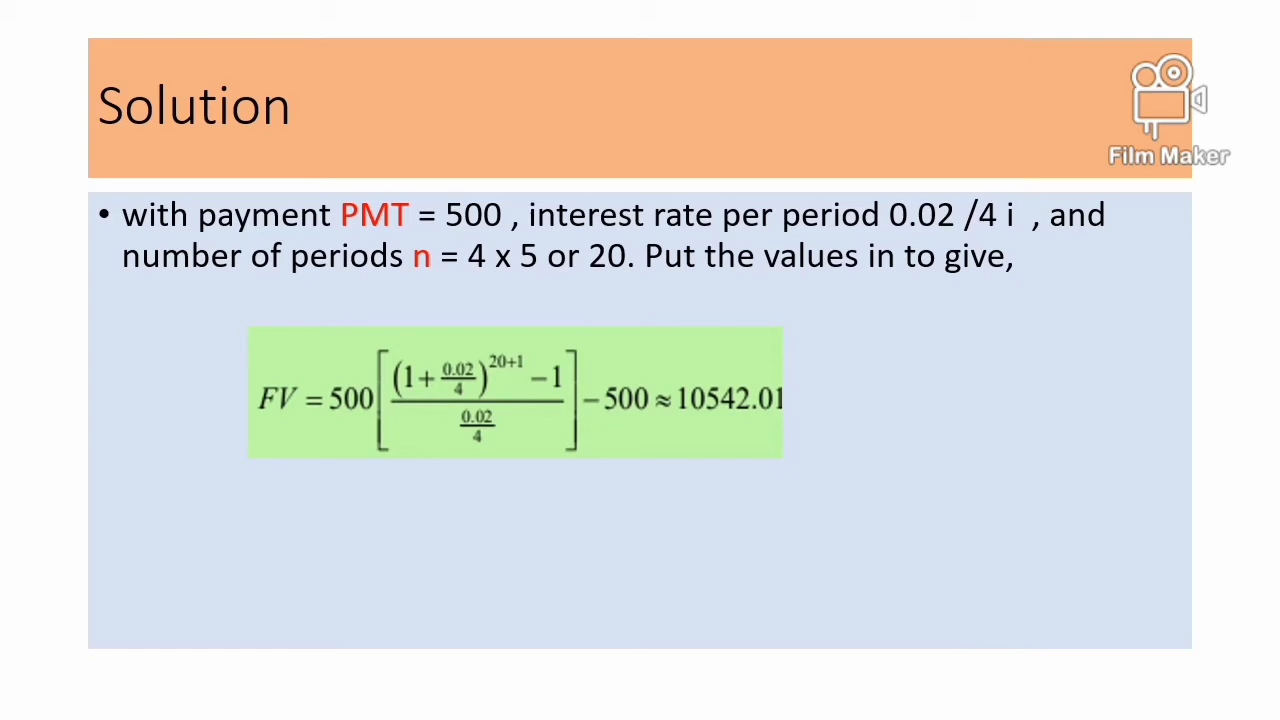 Solution
Film Maker
• with payment PMT = 500 , interest rate per period 0.02 /4 i , and
number of periods n = 4 x 5 or 20. Put the values in to give,
FV = 500[((1 + 0.02/4)^(20+1) − 1) / (0.02/4)] − 500 ≈ 10542.01